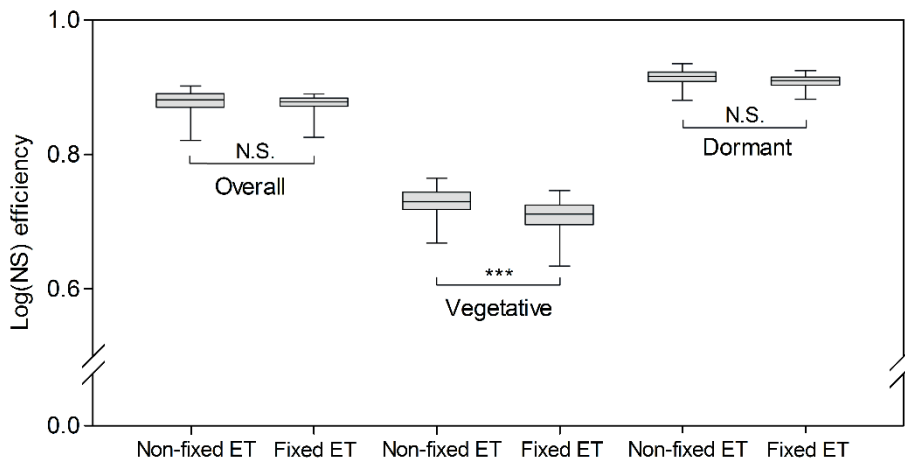 1.0
0.8
0.6
0.0
Log(NS) efficiency
N.S.
Overall
***
Vegetative
N.S.
Dormant
Non-fixed ET Fixed ET Non-fixed ET Fixed ET Non-fixed ET Fixed ET